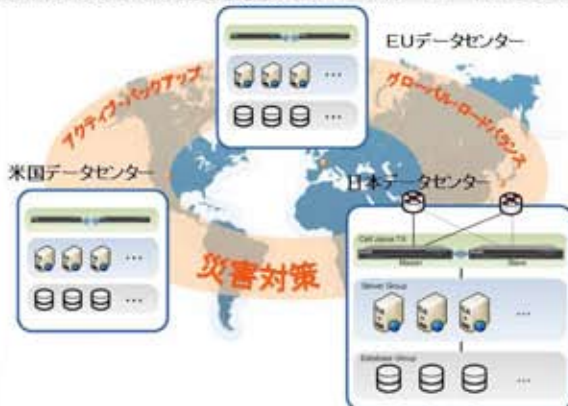 EUデータセンター
アクティブ・バックアップ
グローバル・ロードバランス
米国データセンター
日本データセンター
災害対策
Master
Slave
Server Group
Database Group